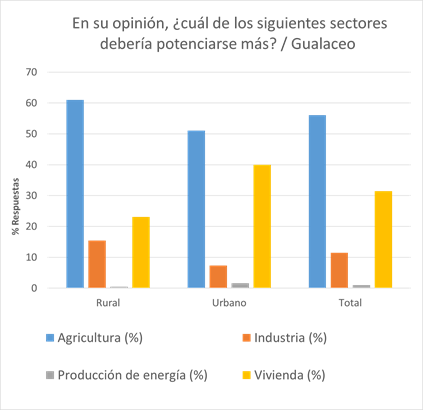 En su opinión, ¿cuál de los siguientes sectores
debería potenciarse más? / Gualaceo
70
60
50
40
30
20
10
0
% Respuestas
Rural
Urbano
Total
Agricultura (%)
Industria (%)
Producción de energía (%)
Vivienda (%)